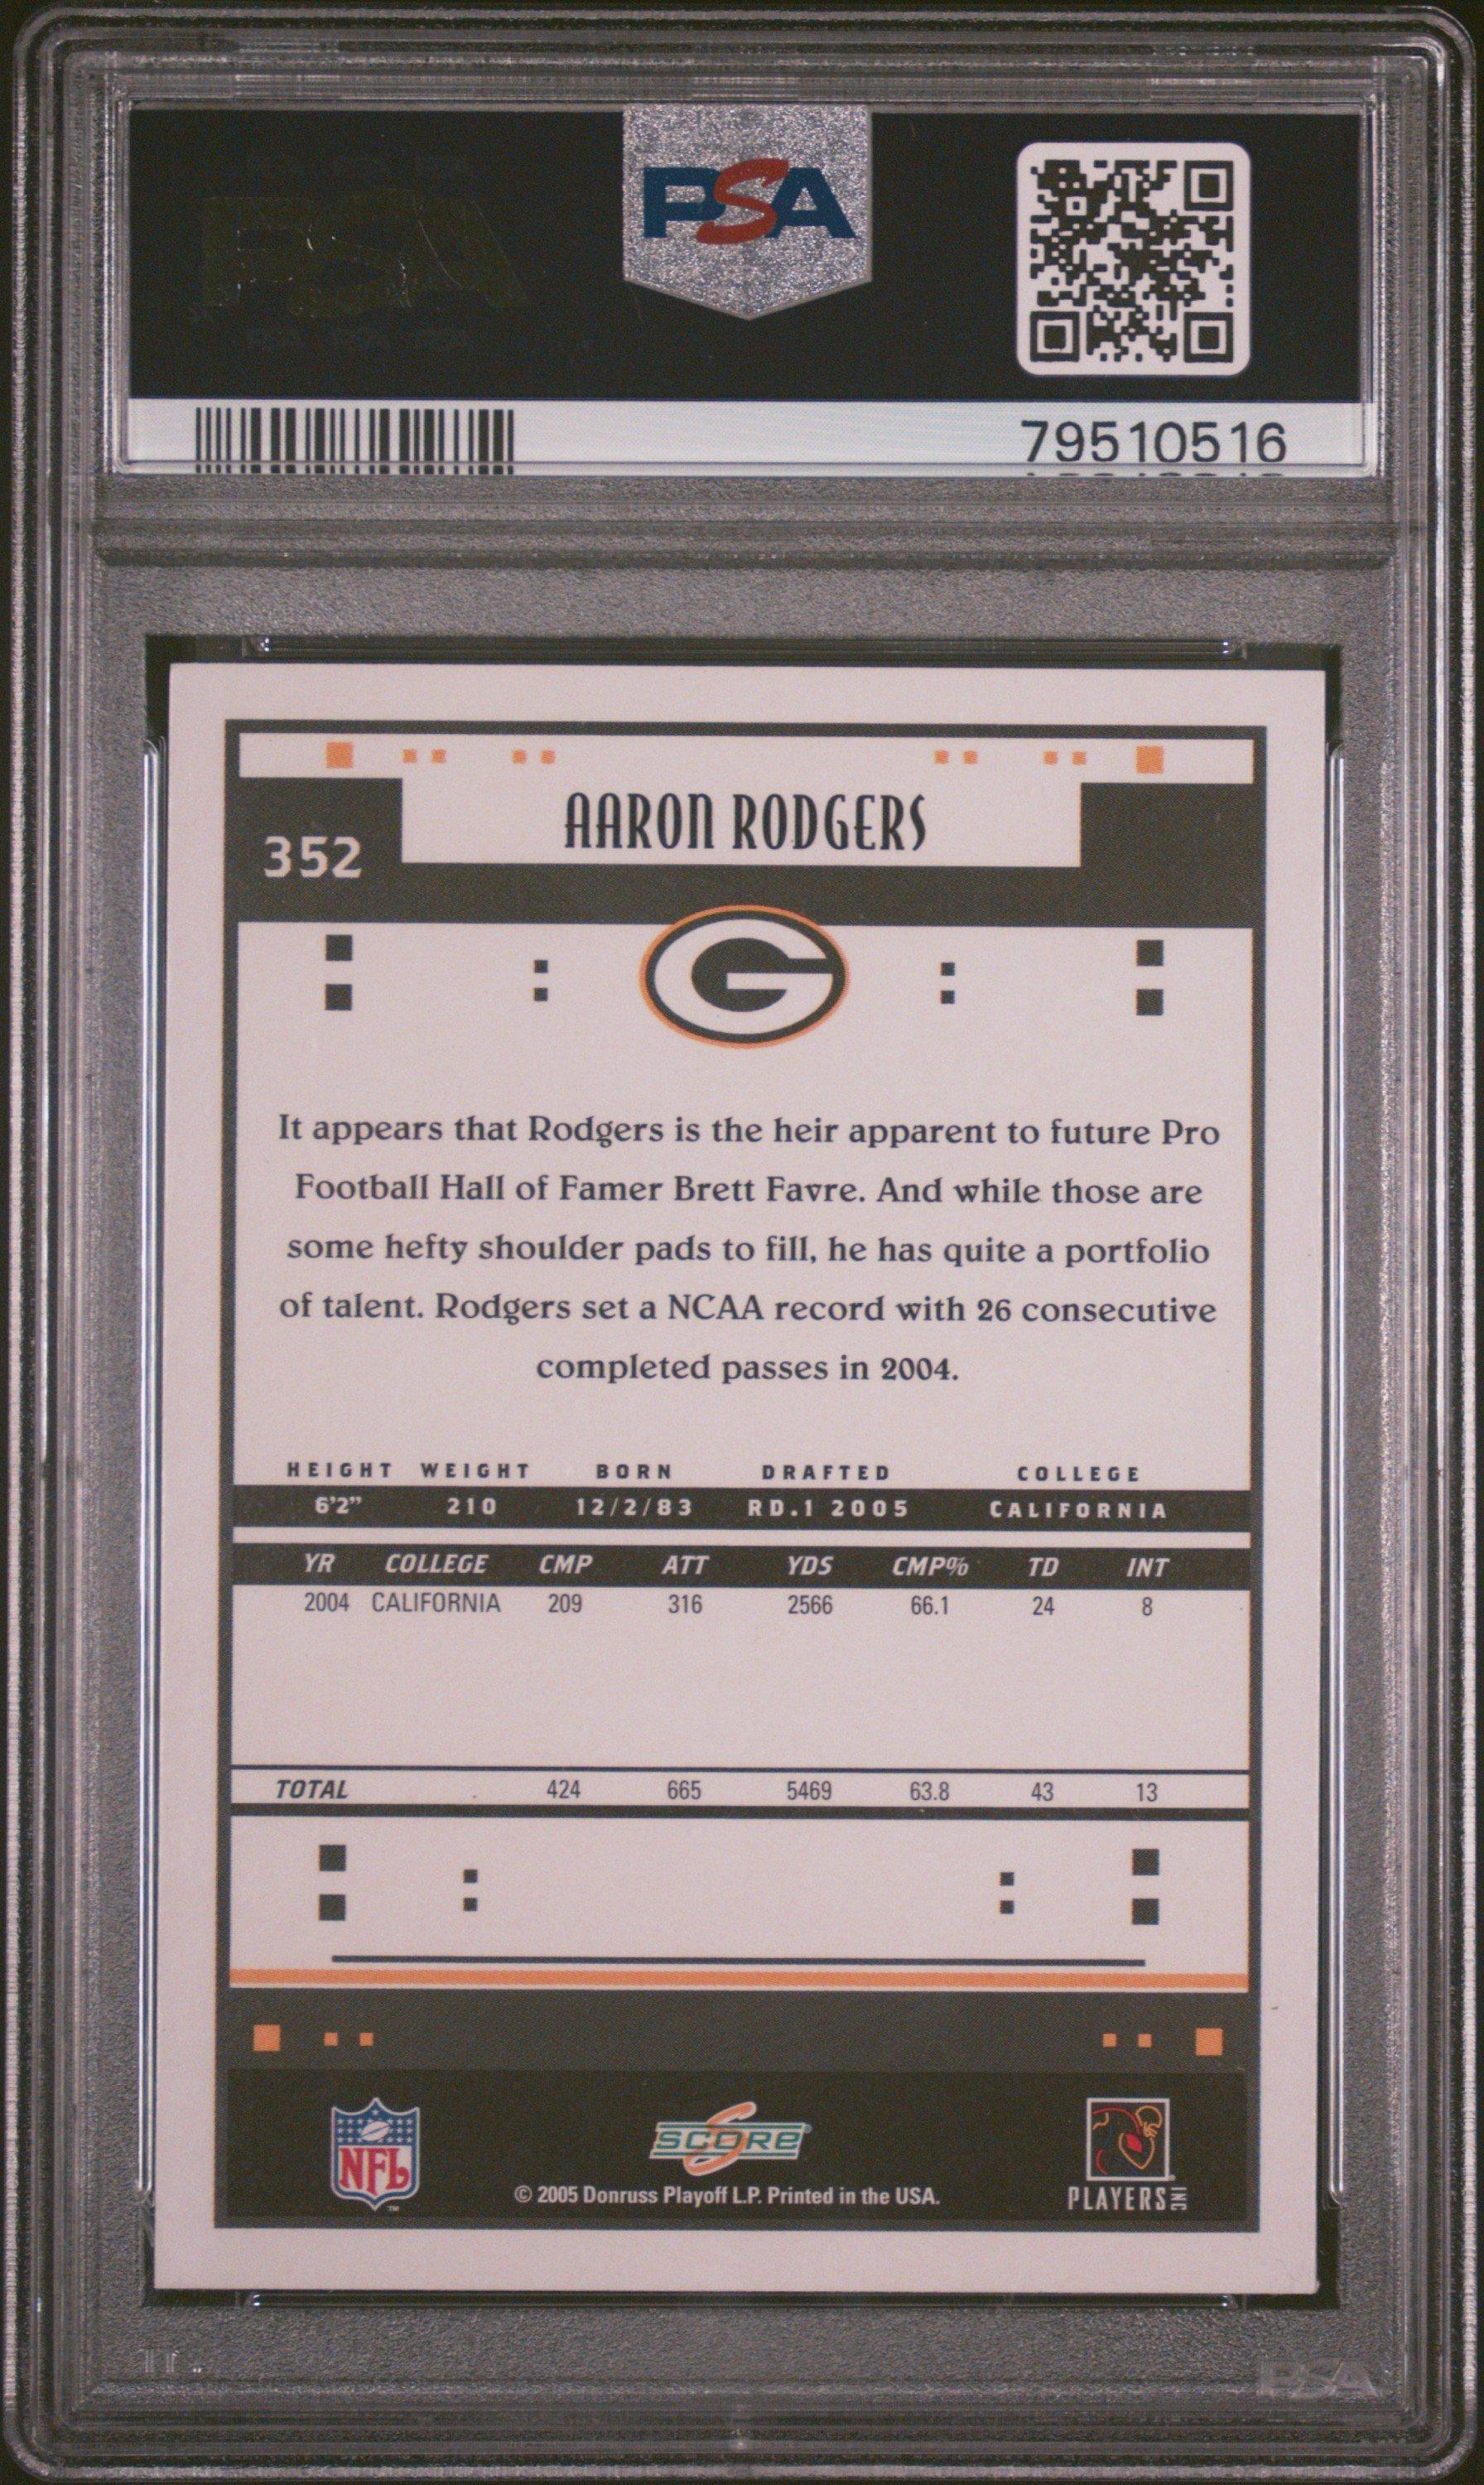 PSA
79510516
AARON RODGERS
352
G
It appears that Rodgers is the heir apparent to future Pro
Football Hall of Famer Brett Favre. And while those are
some hefty shoulder pads to fill, he has quite a portfolio
of talent. Rodgers set a NCAA record with 26 consecutive
completed passes in 2004.
HEIGHT WEIGHT BORN DRAFTED COLLEGE
6'2" 210 12/2/83 RD.1 2005 CALIFORNIA
YR COLLEGE CMP ATT YDS CMP% TD INT
2004 CALIFORNIA 209 316 2566 66.1 24 8
TOTAL 424 665 5469 63.8 43 13
NFL SCORE
™
© 2005 Donruss Playoff L.P. Printed in the USA. PLAYERS INC
PSA